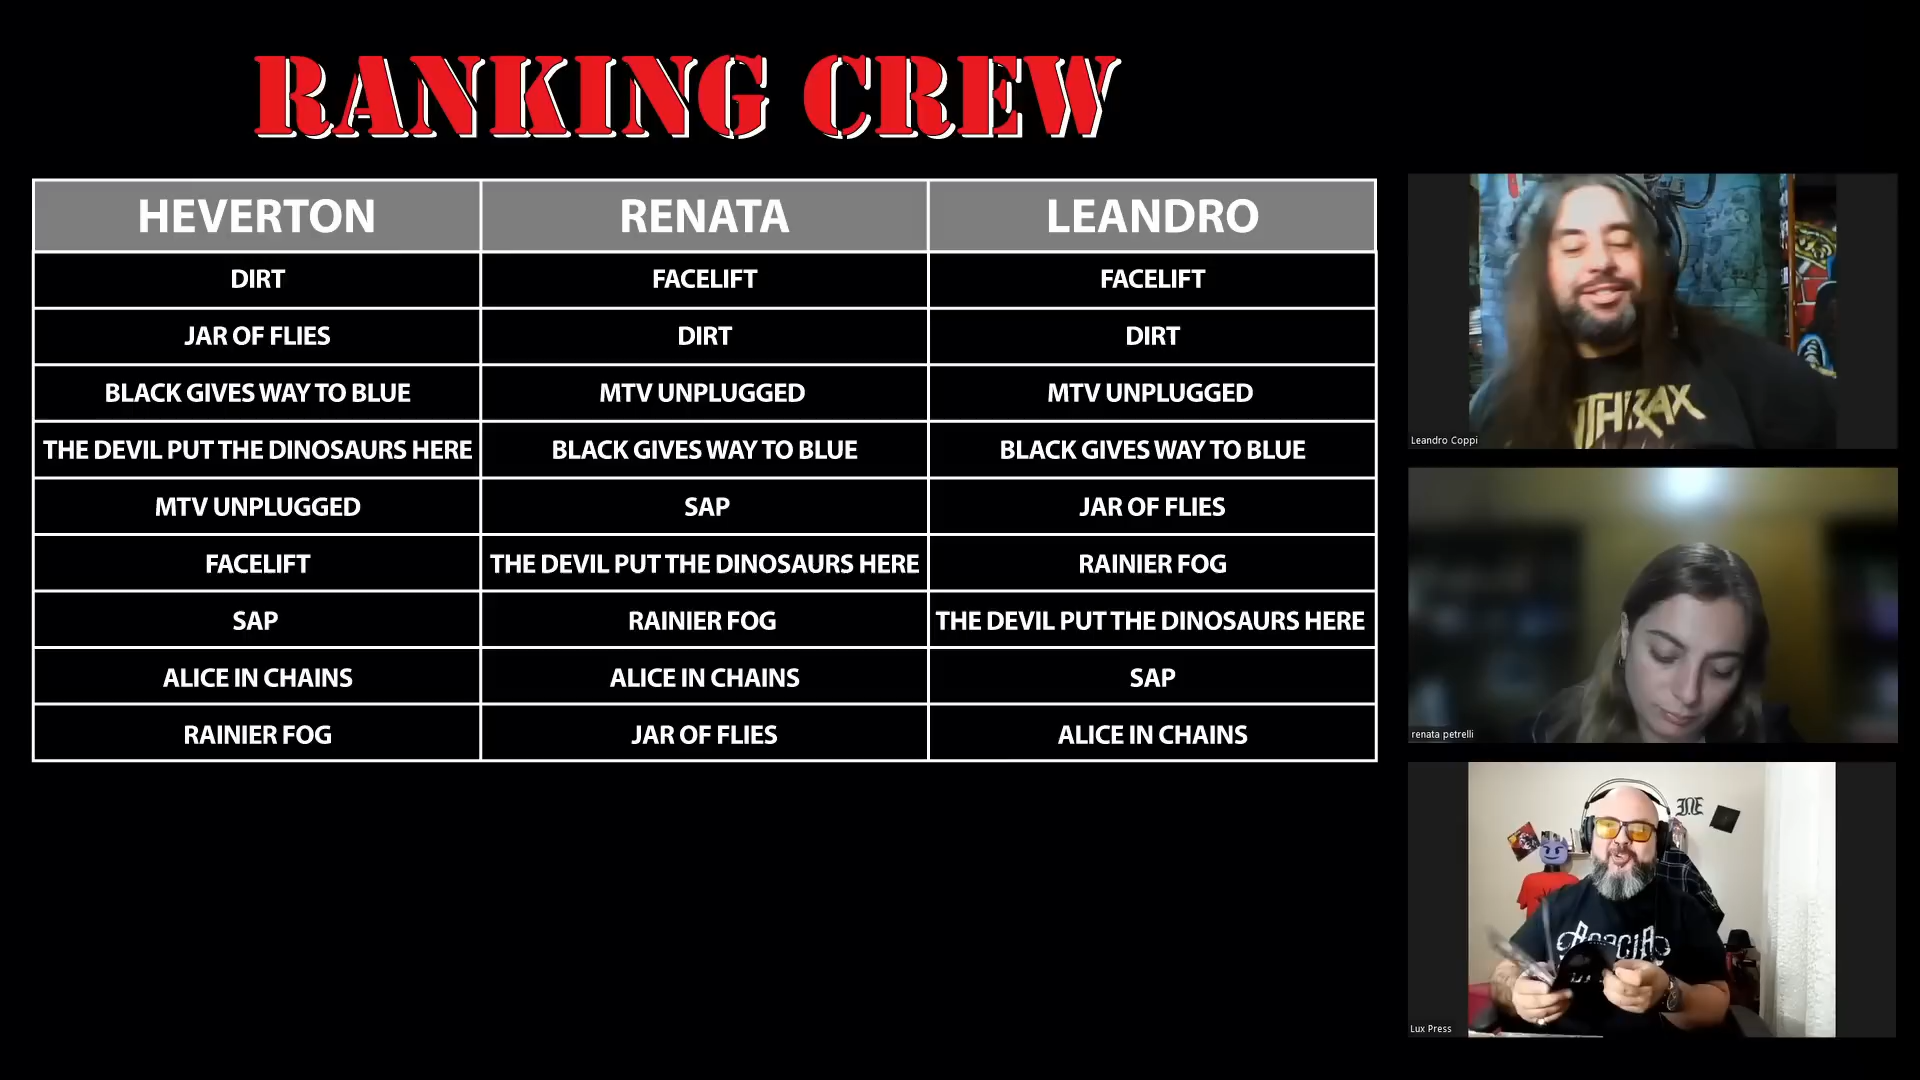 RANKING CREW
HEVERTON RENATA LEANDRO
DIRT FACELIFT FACELIFT
JAR OF FLIES DIRT DIRT
BLACK GIVES WAY TO BLUE MTV UNPLUGGED MTV UNPLUGGED
THE DEVIL PUT THE DINOSAURS HERE BLACK GIVES WAY TO BLUE BLACK GIVES WAY TO BLUE
MTV UNPLUGGED SAP JAR OF FLIES
FACELIFT THE DEVIL PUT THE DINOSAURS HERE RAINIER FOG
SAP RAINIER FOG THE DEVIL PUT THE DINOSAURS HERE
ALICE IN CHAINS ALICE IN CHAINS SAP
RAINIER FOG JAR OF FLIES ALICE IN CHAINS
NTHRAX
Leandro Coppi
renata petrelli
Lux Press